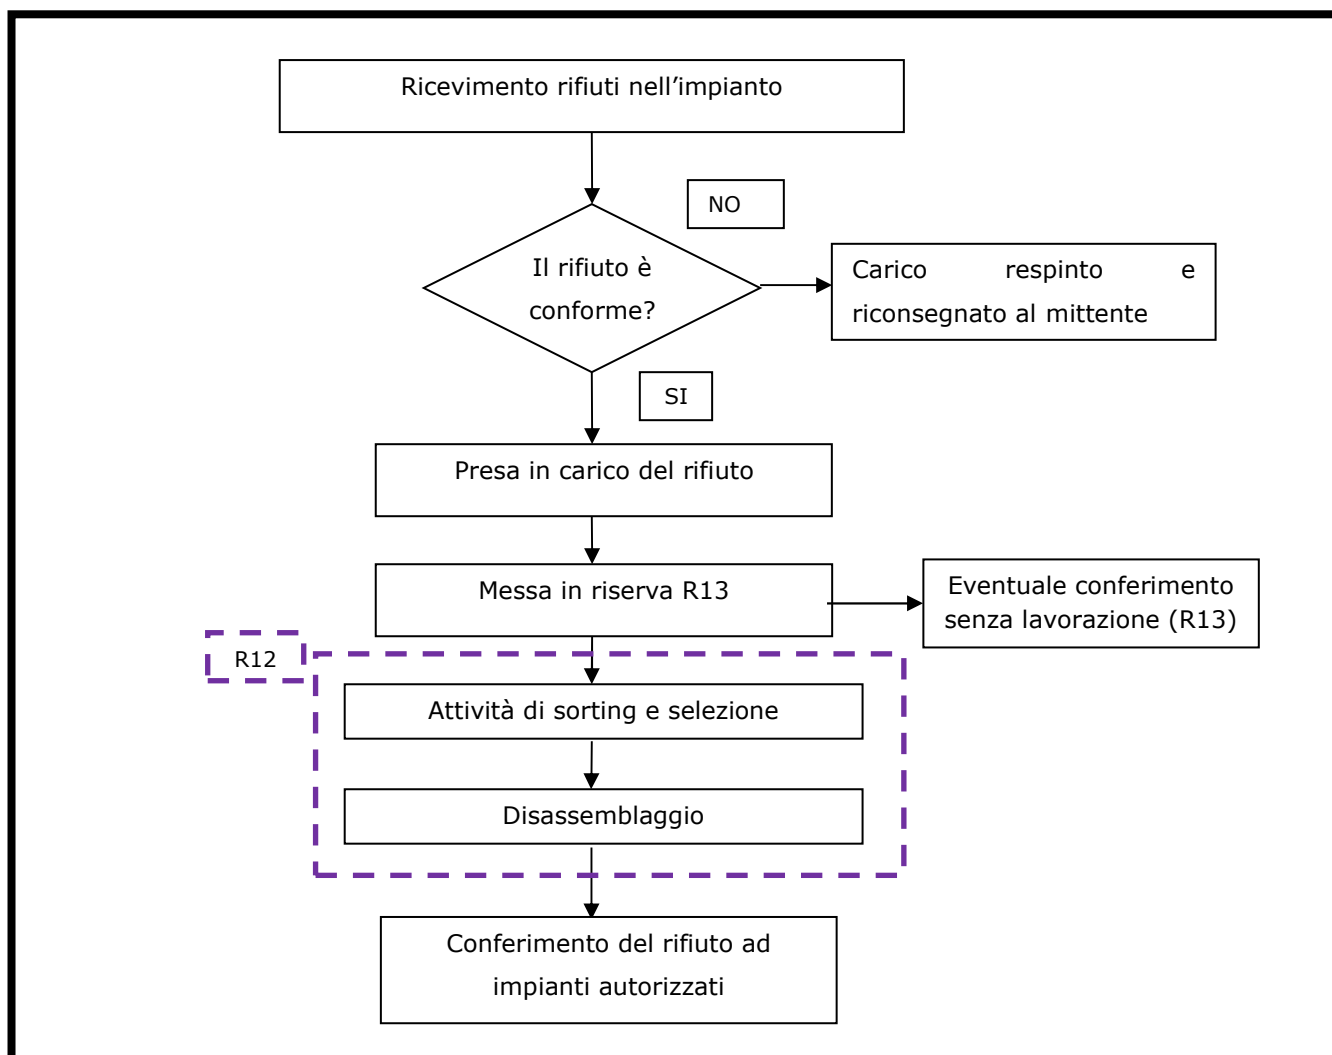 Ricevimento rifiuti nell’impianto
NO
Il rifiuto è
conforme?
Carico respinto e
riconsegnato al mittente
SI
Presa in carico del rifiuto
Messa in riserva R13
Eventuale conferimento
senza lavorazione (R13)
R12
Attività di sorting e selezione
Disassemblaggio
Conferimento del rifiuto ad
impianti autorizzati